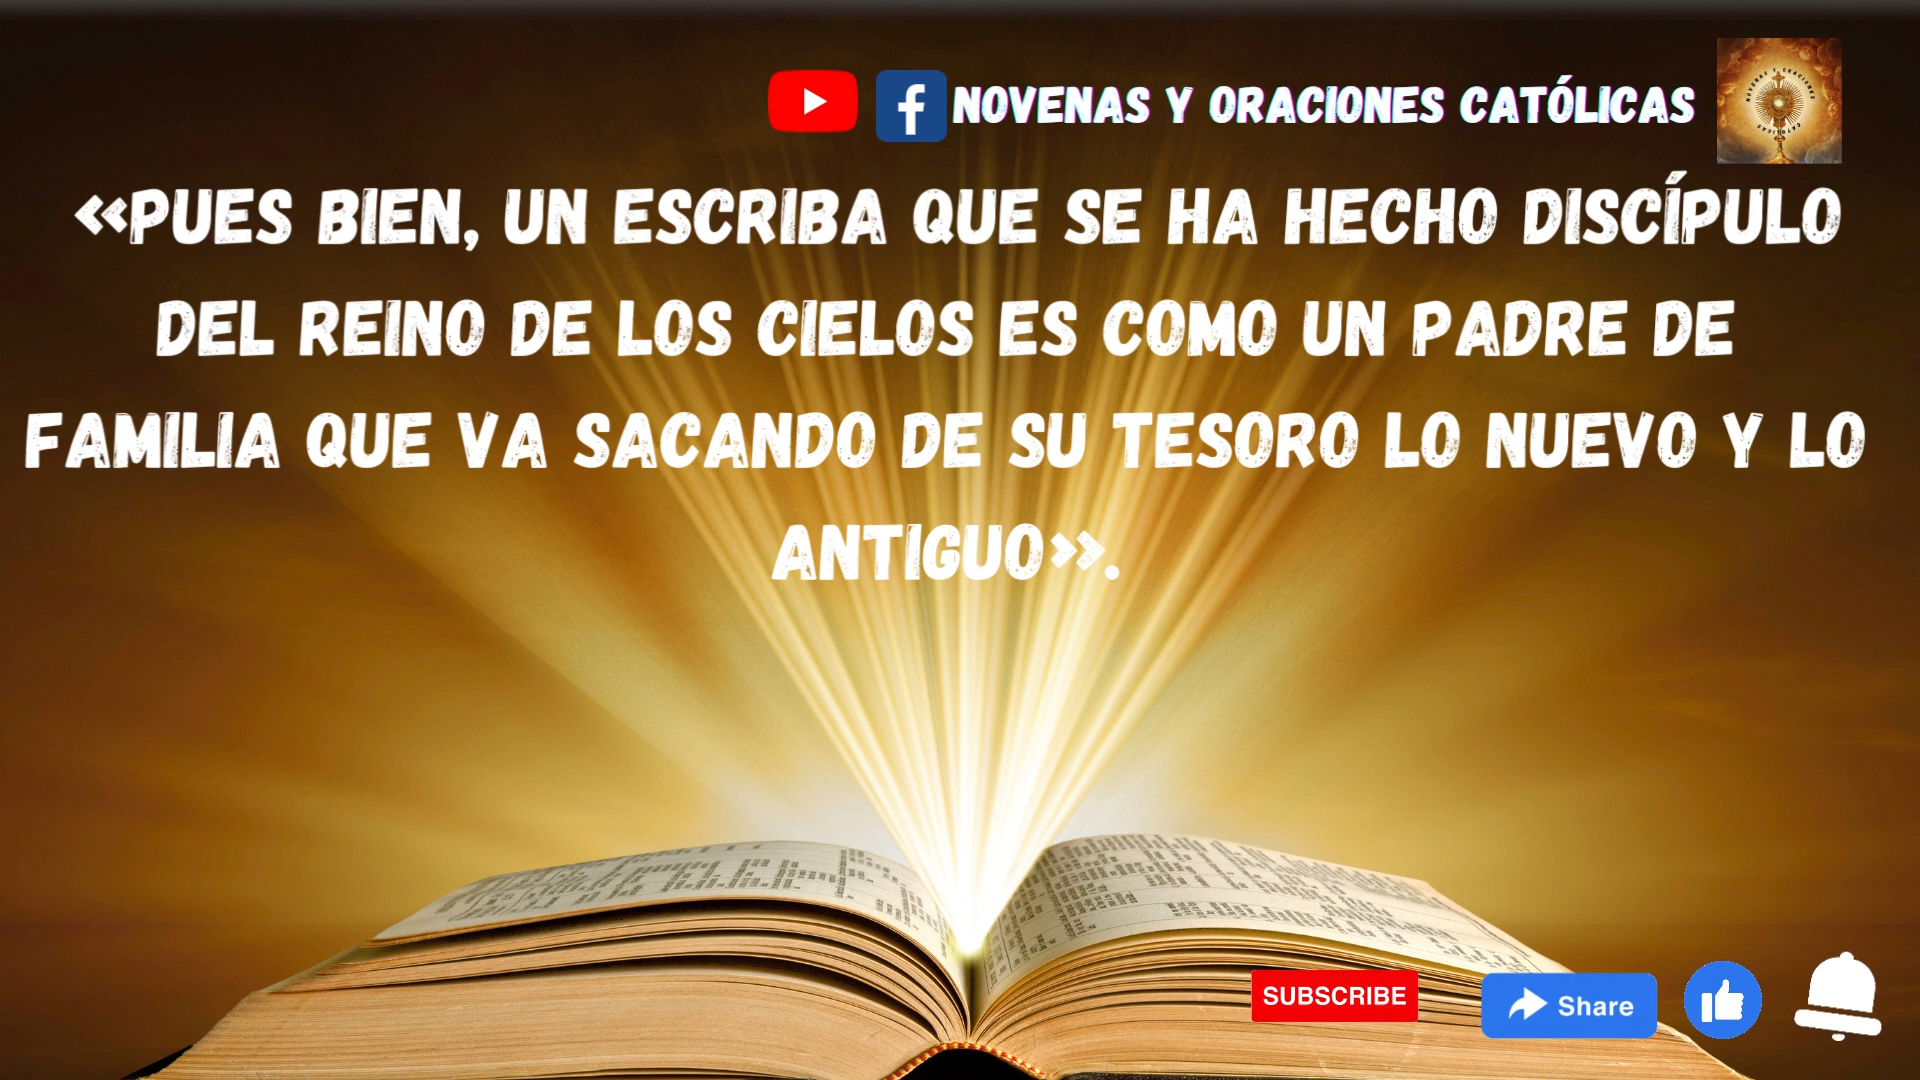 NOVENAS Y ORACIONES CATÓLICAS
«PUES BIEN, UN ESCRIBA QUE SE HA HECHO DISCÍPULO
DEL REINO DE LOS CIELOS ES COMO UN PADRE DE
FAMILIA QUE VA SACANDO DE SU TESORO LO NUEVO Y LO
ANTIGUO».
SUBSCRIBE
Share